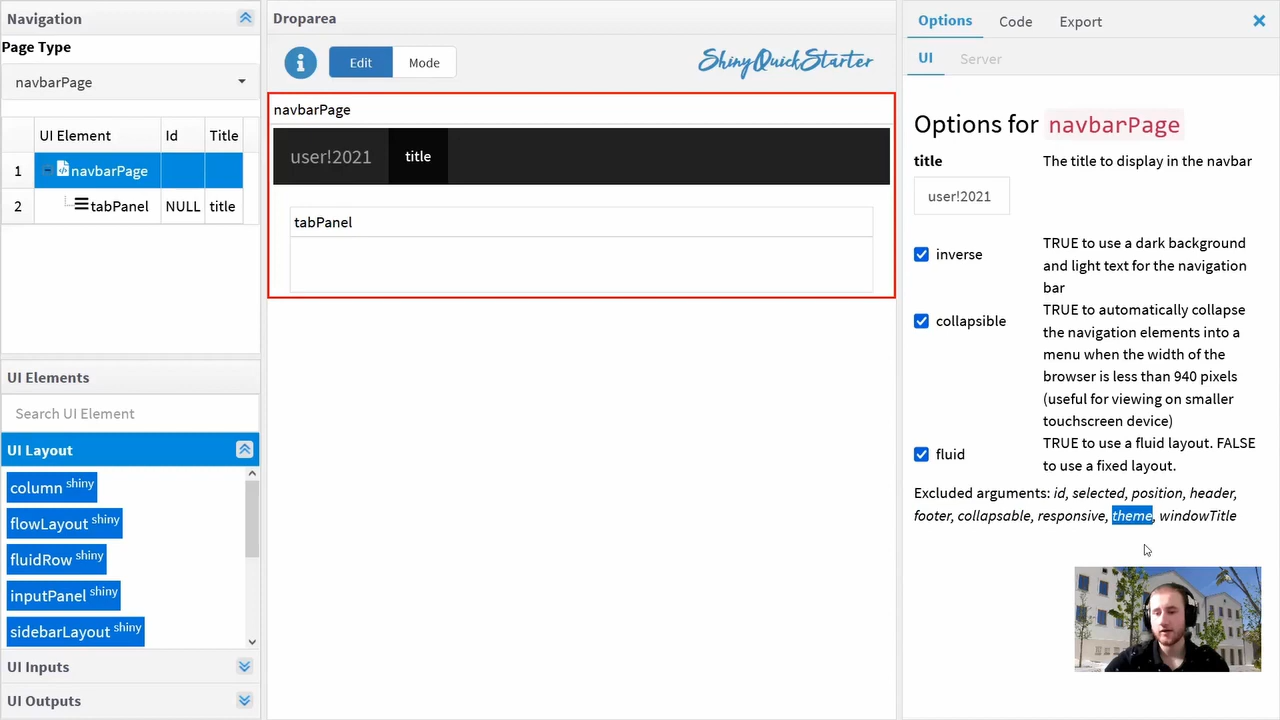 Navigation
Page Type
navbarPage
UI Element Id Title
1 navbarPage
2 tabPanel NULL title
UI Elements
Search UI Element
UI Layout
column shiny
flowLayout shiny
fluidRow shiny
inputPanel shiny
sidebarLayout shiny
UI Inputs
UI Outputs
Droparea
i Edit Mode ShinyQuickStarter
navbarPage
user!2021 title
tabPanel
Options Code Export
UI Server
Options for navbarPage
title The title to display in the navbar
user!2021
inverse TRUE to use a dark background
and light text for the navigation
bar
collapsible TRUE to automatically collapse
the navigation elements into a
menu when the width of the
browser is less than 940 pixels
(useful for viewing on smaller
touchscreen device)
fluid TRUE to use a fluid layout. FALSE
to use a fixed layout.
Excluded arguments: id, selected, position, header,
footer, collapsable, responsive, theme, windowTitle